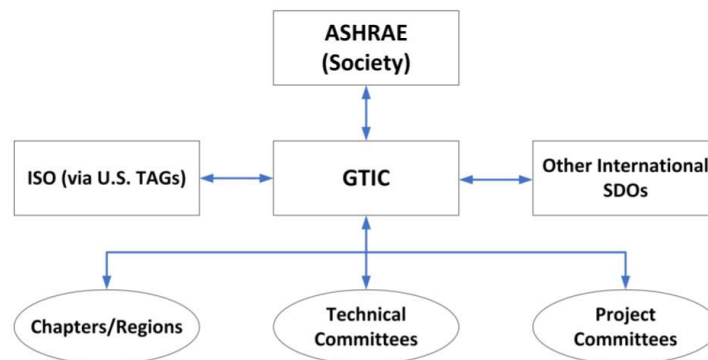 ASHRAE
(Society)
ISO (via U.S. TAGs)
GTIC
Other International
SDOs
Chapters/Regions
Technical
Committees
Project
Committees